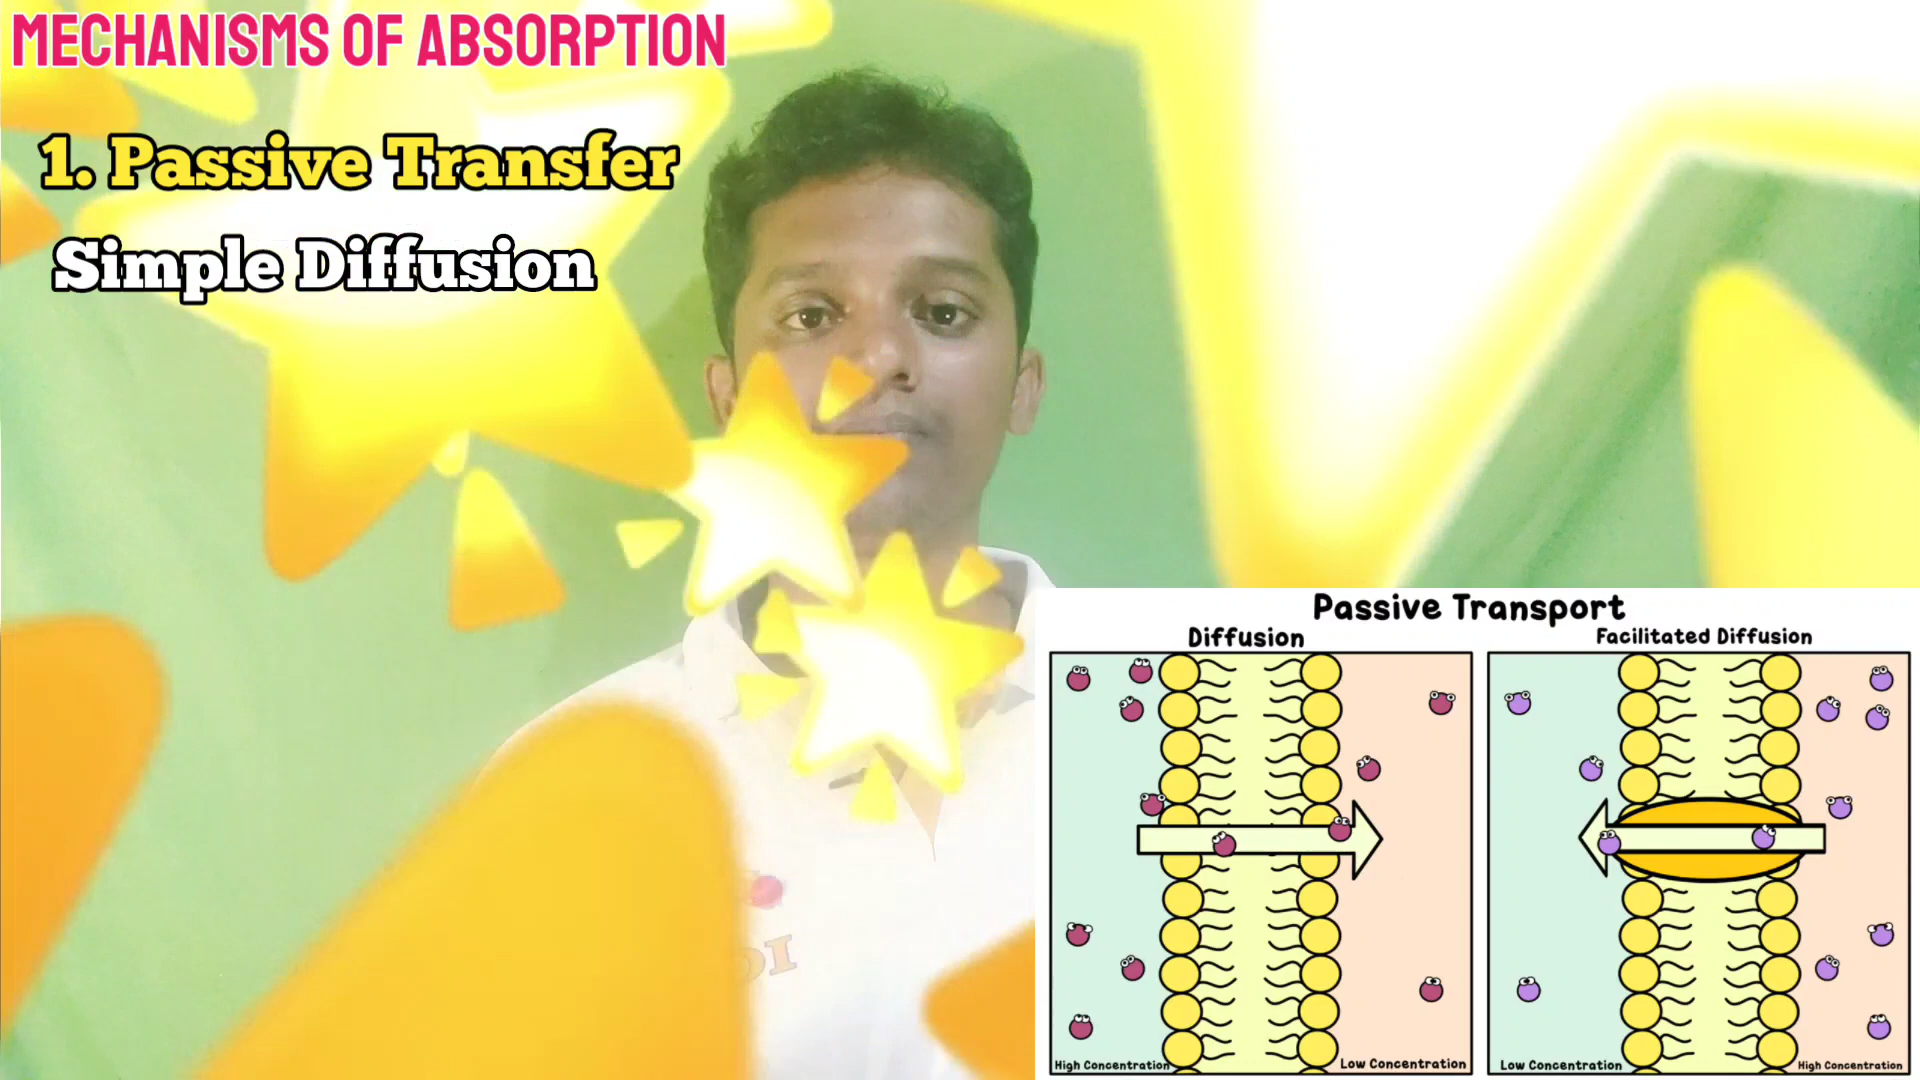 MECHANISMS OF ABSORPTION
1. Passive Transfer
Simple Diffusion
Passive Transport
Diffusion
Facilitated Diffusion
High Concentration
Low Concentration
Low Concentration
High Concentration